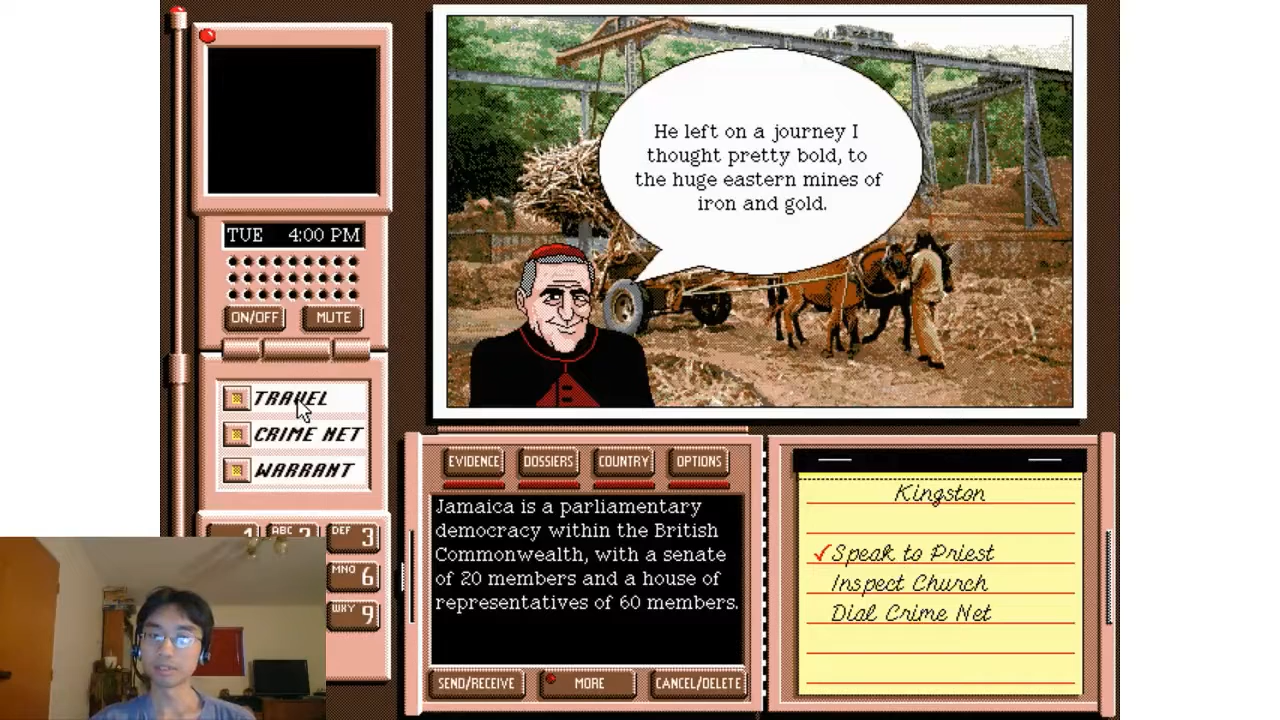 He left on a journey I
thought pretty bold, to
the huge eastern mines of
iron and gold.
TUE 4:00 PM
ON/OFF MUTE
TRAVEL
CRIME NET
WARRANT
ABC DEF 3
MNO 6
WXY 9
EVIDENCE DOSSIERS COUNTRY OPTIONS
Jamaica is a parliamentary
democracy within the British
Commonwealth, with a senate
of 20 members and a house of
representatives of 60 members.
SEND/RECEIVE MORE CANCEL/DELETE
Kingston
✓Speak to Priest
Inspect Church
Dial Crime Net